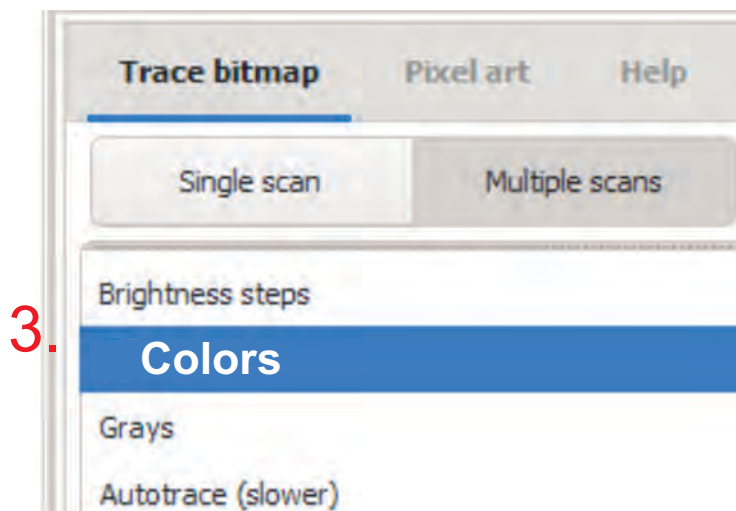 Trace bitmap Pixel art Help
Single scan Multiple scans
Brightness steps
3. Colors
Grays
Autotrace (slower)